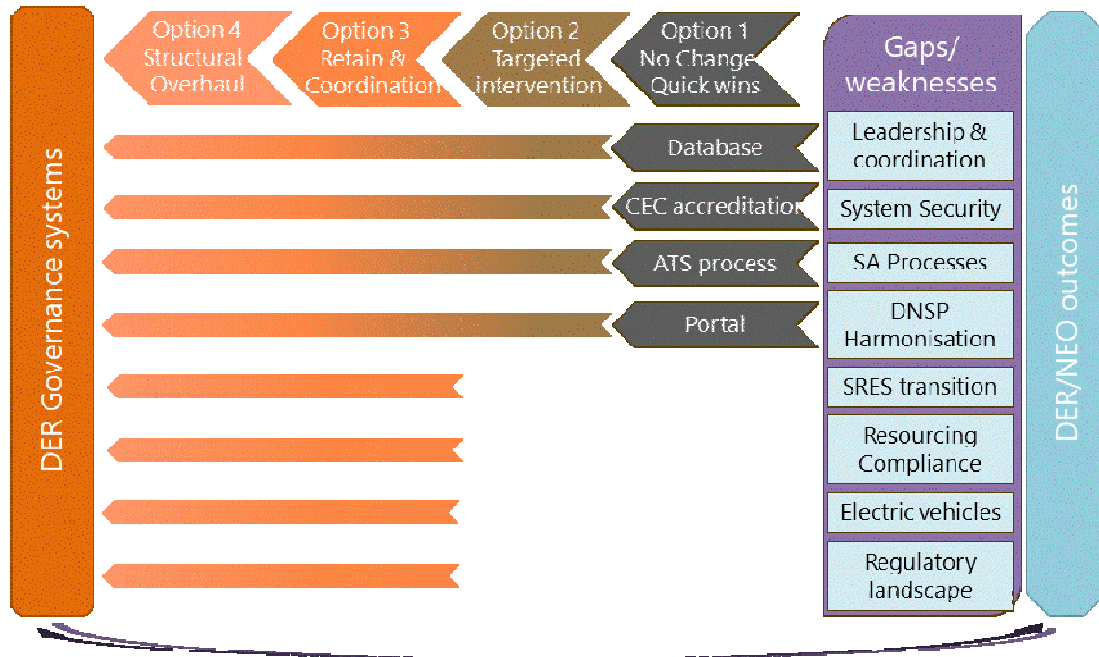 DER Governance systems
Option 4
Structural
Overhaul
Option 3
Retain &
Coordination
Option 2
Targeted
intervention
Option 1
No Change
Quick wins
Gaps/
weaknesses
Database
CEC accreditation
ATS process
Portal
Leadership &
coordination
System Security
SA Processes
DNSP
Harmonisation
SRES transition
Resourcing
Compliance
Electric vehicles
Regulatory
landscape
DER/NEO outcomes